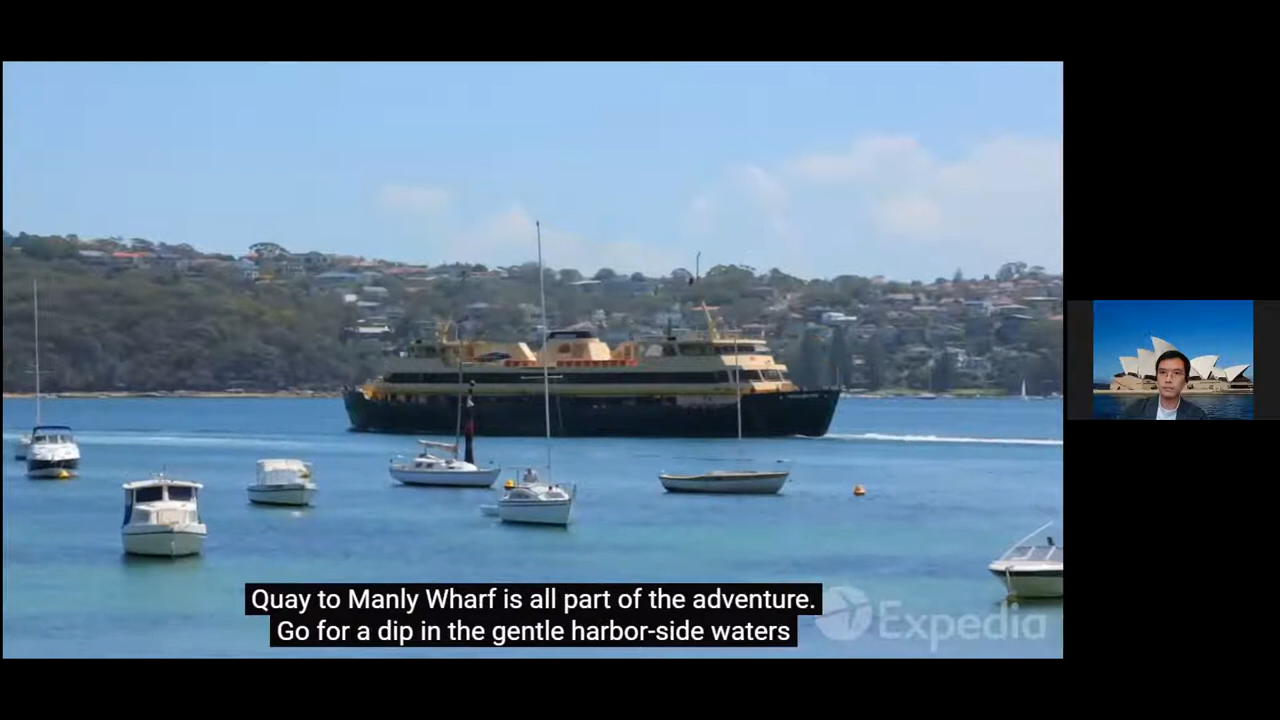 Quay to Manly Wharf is all part of the adventure.
Go for a dip in the gentle harbor-side waters
Expedia